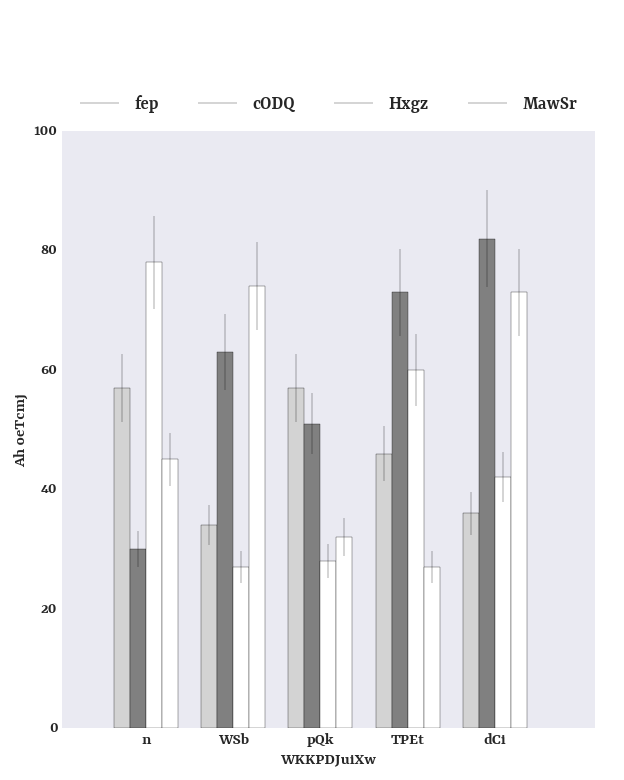 fep cODQ Hxgz MawSr
100
80
60
40
20
0
Ah oeTcmj
n WSb pQk TPEt dCi
WKKPDJuiXw